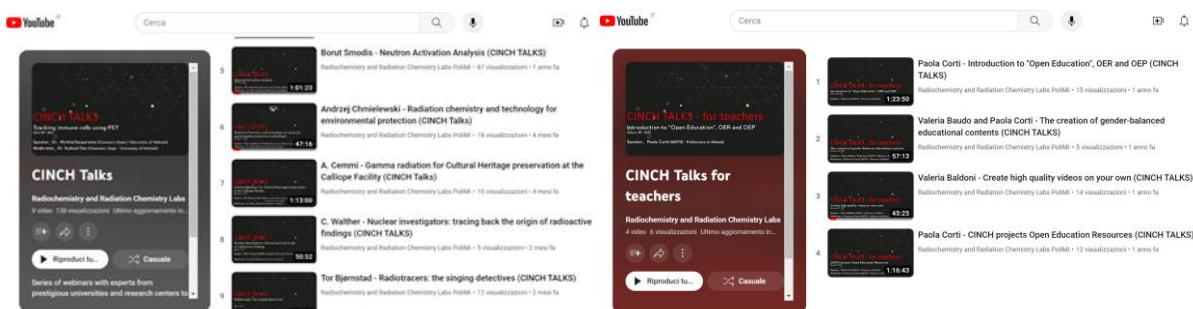 YouTube IT
Cerca
CINCH TALKS
Tracking immune cells using PET
CINCH Talks
Radiochemistry and Radiation Chemistry Labs
9 video 138 visualizzazioni Ultimo aggiornamento in...
Riproduci tu...
Casuale
Series of webinars with experts from
prestigious universities and research centers to
5
1:01:23
Borut Smodis - Neutron Activation Analysis (CINCH TALKS)
Radiochemistry and Radiation Chemistry Labs PoliMi • 61 visualizzazioni • 1 anno fa
6
47:16
Andrzej Chmielewski - Radiation chemistry and technology for
environmental protection (CINCH Talks)
Radiochemistry and Radiation Chemistry Labs PoliMi • 18 visualizzazioni • 4 mesi fa
7
1:13:00
A. Cemmi - Gamma radiation for Cultural Heritage preservation at the
Calliope Facility (CINCH Talks)
Radiochemistry and Radiation Chemistry Labs PoliMi • 10 visualizzazioni • 4 mesi fa
8
50:52
C. Walther - Nuclear investigators: tracing back the origin of radioactive
findings (CINCH TALKS)
Radiochemistry and Radiation Chemistry Labs PoliMi • 5 visualizzazioni • 2 mesi fa
9
Tor Bjørnstad - Radiotracers: the singing detectives (CINCH TALKS)
Radiochemistry and Radiation Chemistry Labs PoliMi • 12 visualizzazioni • 2 mesi fa
YouTube IT
Cerca
CINCH TALKS - for teachers
Introduction to "Open Education", OER and OEP
CINCH Talks for
teachers
Radiochemistry and Radiation Chemistry Labs
4 video 6 visualizzazioni Ultimo aggiornamento in...
Riproduci tu...
Casuale
1
1:23:50
Paola Corti - Introduction to "Open Education", OER and OEP (CINCH
TALKS)
Radiochemistry and Radiation Chemistry Labs PoliMi • 15 visualizzazioni • 1 anno fa
2
57:13
Valeria Baudo and Paola Corti - The creation of gender-balanced
educational contents (CINCH TALKS)
Radiochemistry and Radiation Chemistry Labs PoliMi • 5 visualizzazioni • 1 anno fa
3
45:25
Valeria Baldoni - Create high quality videos on your own (CINCH TALKS)
Radiochemistry and Radiation Chemistry Labs PoliMi • 14 visualizzazioni • 1 anno fa
4
1:16:43
Paola Corti - CINCH projects Open Education Resources (CINCH TALKS)
Radiochemistry and Radiation Chemistry Labs PoliMi • 12 visualizzazioni • 1 anno fa